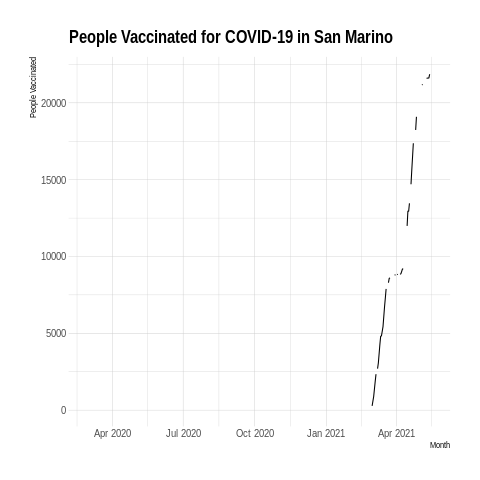 People Vaccinated for COVID-19 in San Marino
People Vaccinated
20000
15000
10000
5000
0
Apr 2020 Jul 2020 Oct 2020 Jan 2021 Apr 2021
Month